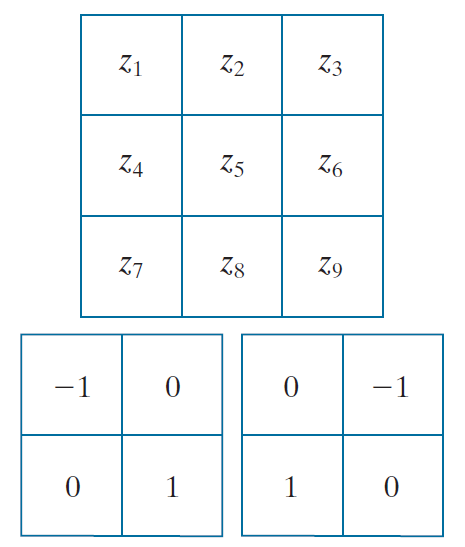 z₁ z₂ z₃
z₄ z₅ z₆
z₇ z₈ z₉
−1 0 0 −1
0 1 1 0